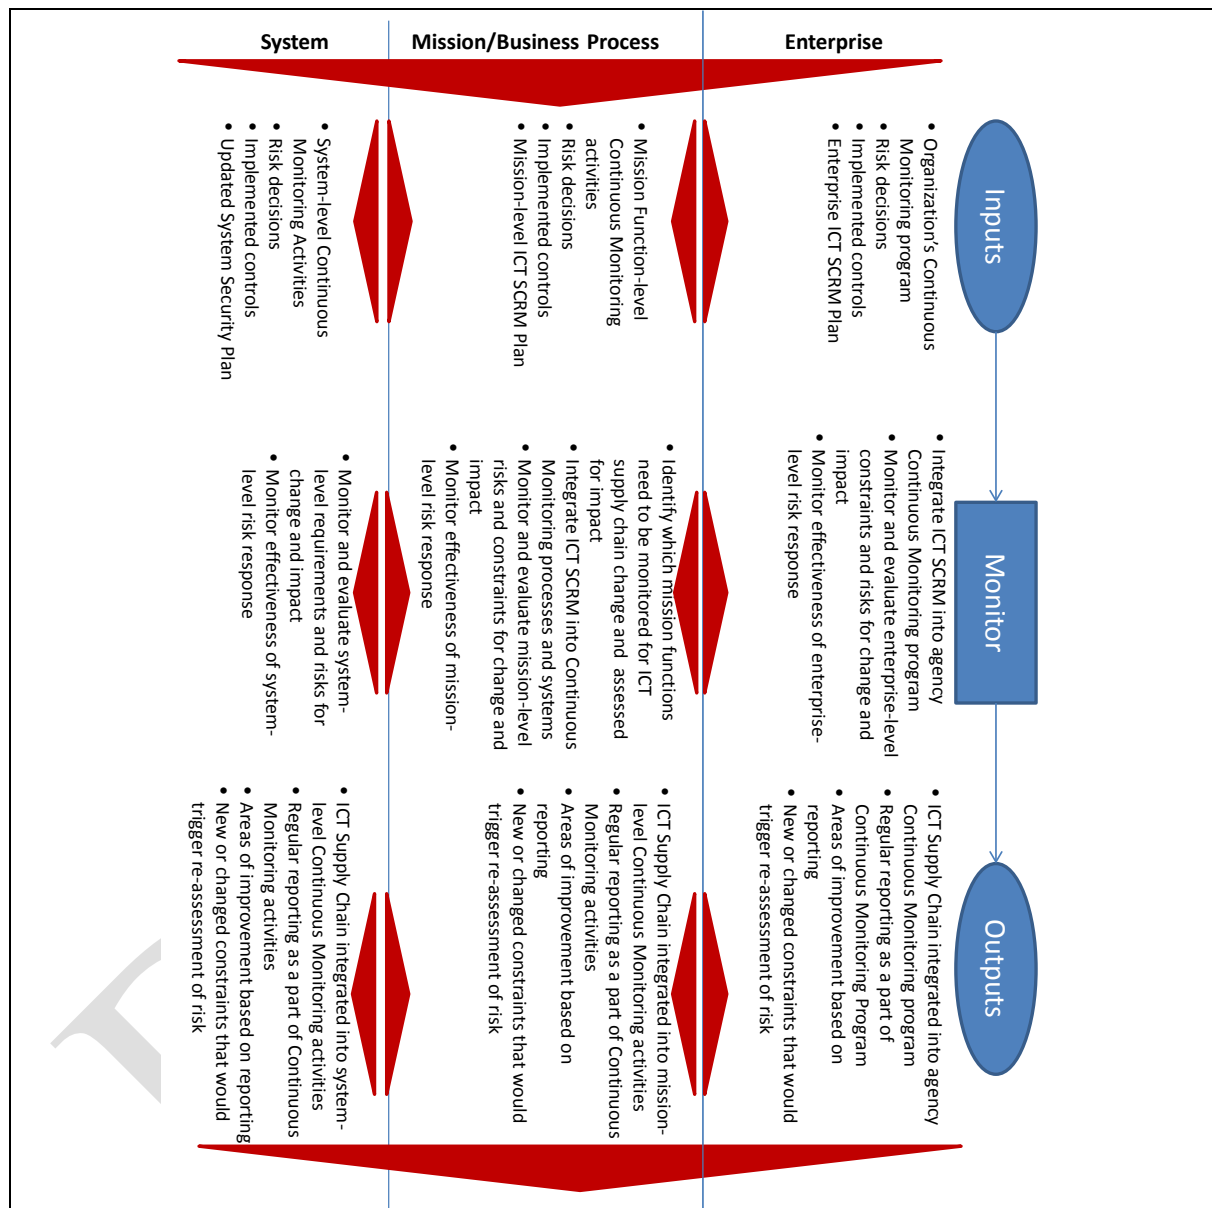 System
Mission/Business Process
Enterprise
Inputs
Monitor
Outputs
• Organization's Continuous
Monitoring program
• Risk decisions
• Implemented controls
• Enterprise ICT SCRM Plan
• Integrate ICT SCRM into agency
Continuous Monitoring program
• Monitor and evaluate enterprise-level
constraints and risks for change and
impact
• Monitor effectiveness of enterprise-
level risk response
• ICT Supply Chain integrated into agency
Continuous Monitoring program
• Regular reporting as a part of
Continuous Monitoring Program
• Areas of improvement based on
reporting
• New or changed constraints that would
trigger re-assessment of risk
• Mission Function-level
Continuous Monitoring
activities
• Risk decisions
• Implemented controls
• Mission-level ICT SCRM Plan
• Identify which mission functions
need to be monitored for ICT
supply chain change and assessed
for impact
• Integrate ICT SCRM into Continuous
Monitoring processes and systems
• Monitor and evaluate mission-level
risks and constraints for change and
impact
• Monitor effectiveness of mission-
level risk response
• ICT Supply Chain integrated into mission-
level Continuous Monitoring activities
• Regular reporting as a part of Continuous
Monitoring activities
• Areas of improvement based on
reporting
• New or changed constraints that would
trigger re-assessment of risk
• System-level Continuous
Monitoring Activities
• Risk decisions
• Implemented controls
• Updated System Security Plan
• Monitor and evaluate system-
level requirements and risks for
change and impact
• Monitor effectiveness of system-
level risk response
• ICT Supply Chain integrated into system-
level Continuous Monitoring activities
• Regular reporting as a part of Continuous
Monitoring activities
• Areas of improvement based on reporting
• New or changed constraints that would
trigger re-assessment of risk